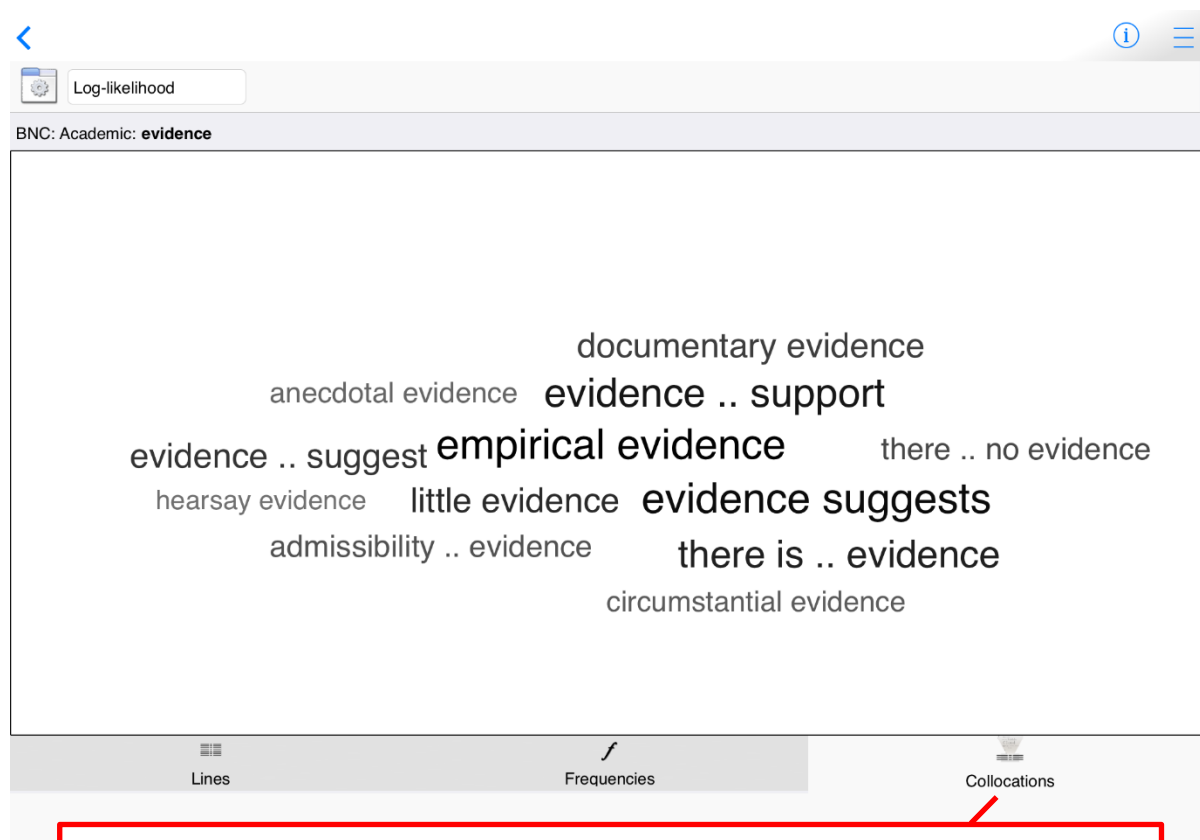 Log-likelihood
BNC: Academic: evidence
documentary evidence
anecdotal evidence evidence .. support
evidence .. suggest empirical evidence there .. no evidence
hearsay evidence little evidence evidence suggests
admissibility .. evidence there is .. evidence
circumstantial evidence
Lines Frequencies Collocations